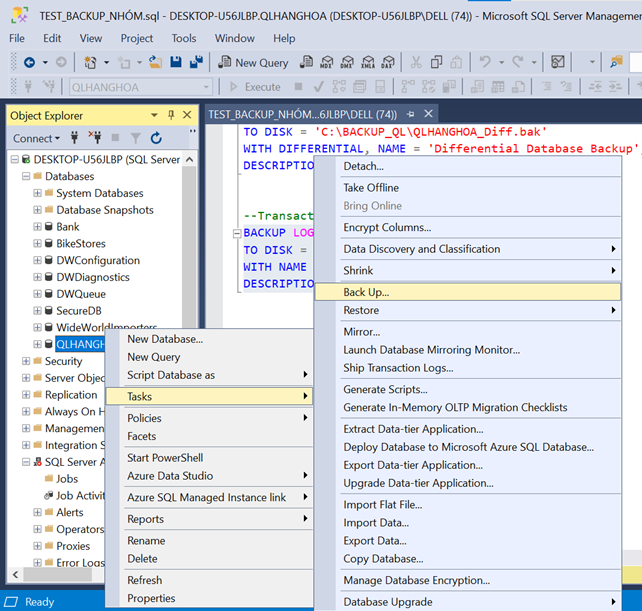 TEST_BACKUP_NHÓM.sql - DESKTOP-U56JLBP.QLHANGHOA (DESKTOP-U56JLBP\DELL (74)) - Microsoft SQL Server Managem
File Edit View Project Tools Window Help
New Query MDX DMX XMLA DAX
QLHANGHOA Execute
Object Explorer
TEST_BACKUP_NHÓM...6JLBP\DELL (74))
Connect
DESKTOP-U56JLBP (SQL Server
Databases
System Databases
Database Snapshots
Bank
BikeStores
DWConfiguration
DWDiagnostics
DWQueue
SecureDB
WideWorldImporters
QLHANGH
Security
Server Objec
Replication
Always On H
Managemen
Integration S
SQL Server A
Jobs
Job Activit
Alerts
Operators
Proxies
Error Logs
TO DISK = 'C:\BACKUP_QL\QLHANGHOA_Diff.bak'
WITH DIFFERENTIAL, NAME = 'Differential Database Backup',
DESCRIPTIO
--Transact
BACKUP LOG
TO DISK =
WITH NAME
DESCRIPTIO
New Database...
New Query
Script Database as
Tasks
Policies
Facets
Start PowerShell
Azure Data Studio
Azure SQL Managed Instance link
Reports
Rename
Delete
Refresh
Properties
Detach...
Take Offline
Bring Online
Encrypt Columns...
Data Discovery and Classification
Shrink
Back Up...
Restore
Mirror...
Launch Database Mirroring Monitor...
Ship Transaction Logs...
Generate Scripts...
Generate In-Memory OLTP Migration Checklists
Extract Data-tier Application...
Deploy Database to Microsoft Azure SQL Database...
Export Data-tier Application...
Upgrade Data-tier Application...
Import Flat File...
Import Data...
Export Data...
Copy Database...
Manage Database Encryption...
Database Upgrade
Ready